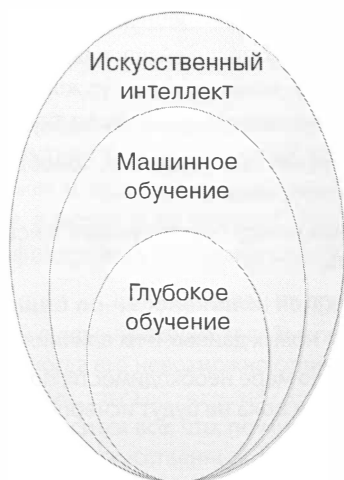 Искусственный
интеллект
Машинное
обучение
Глубокое
обучение